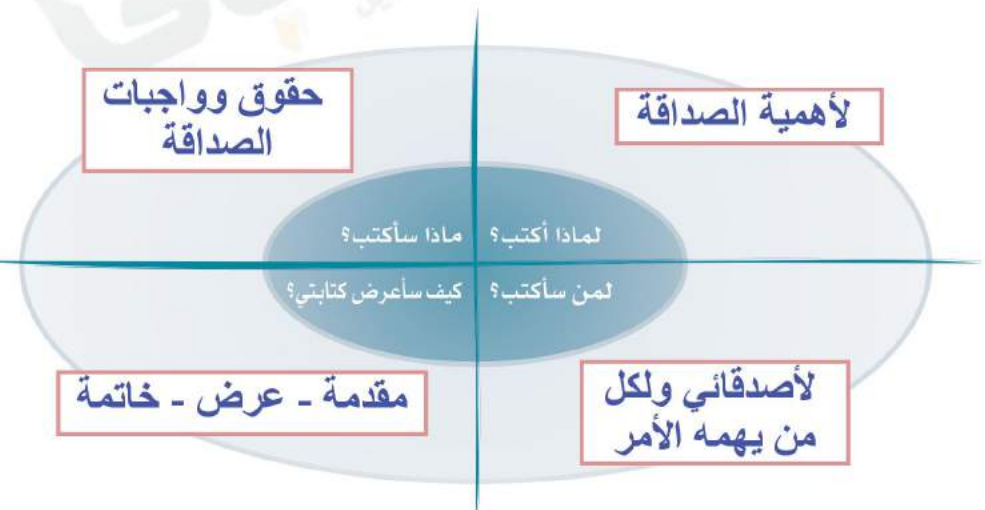 لأهمية الصداقة
حقوق وواجبات
الصداقة
لماذا أكتب؟
ماذا سأكتب؟
لمن سأكتب؟
كيف سأعرض كتابتي؟
لأصدقائي ولكل
من يهمه الأمر
مقدمة - عرض - خاتمة